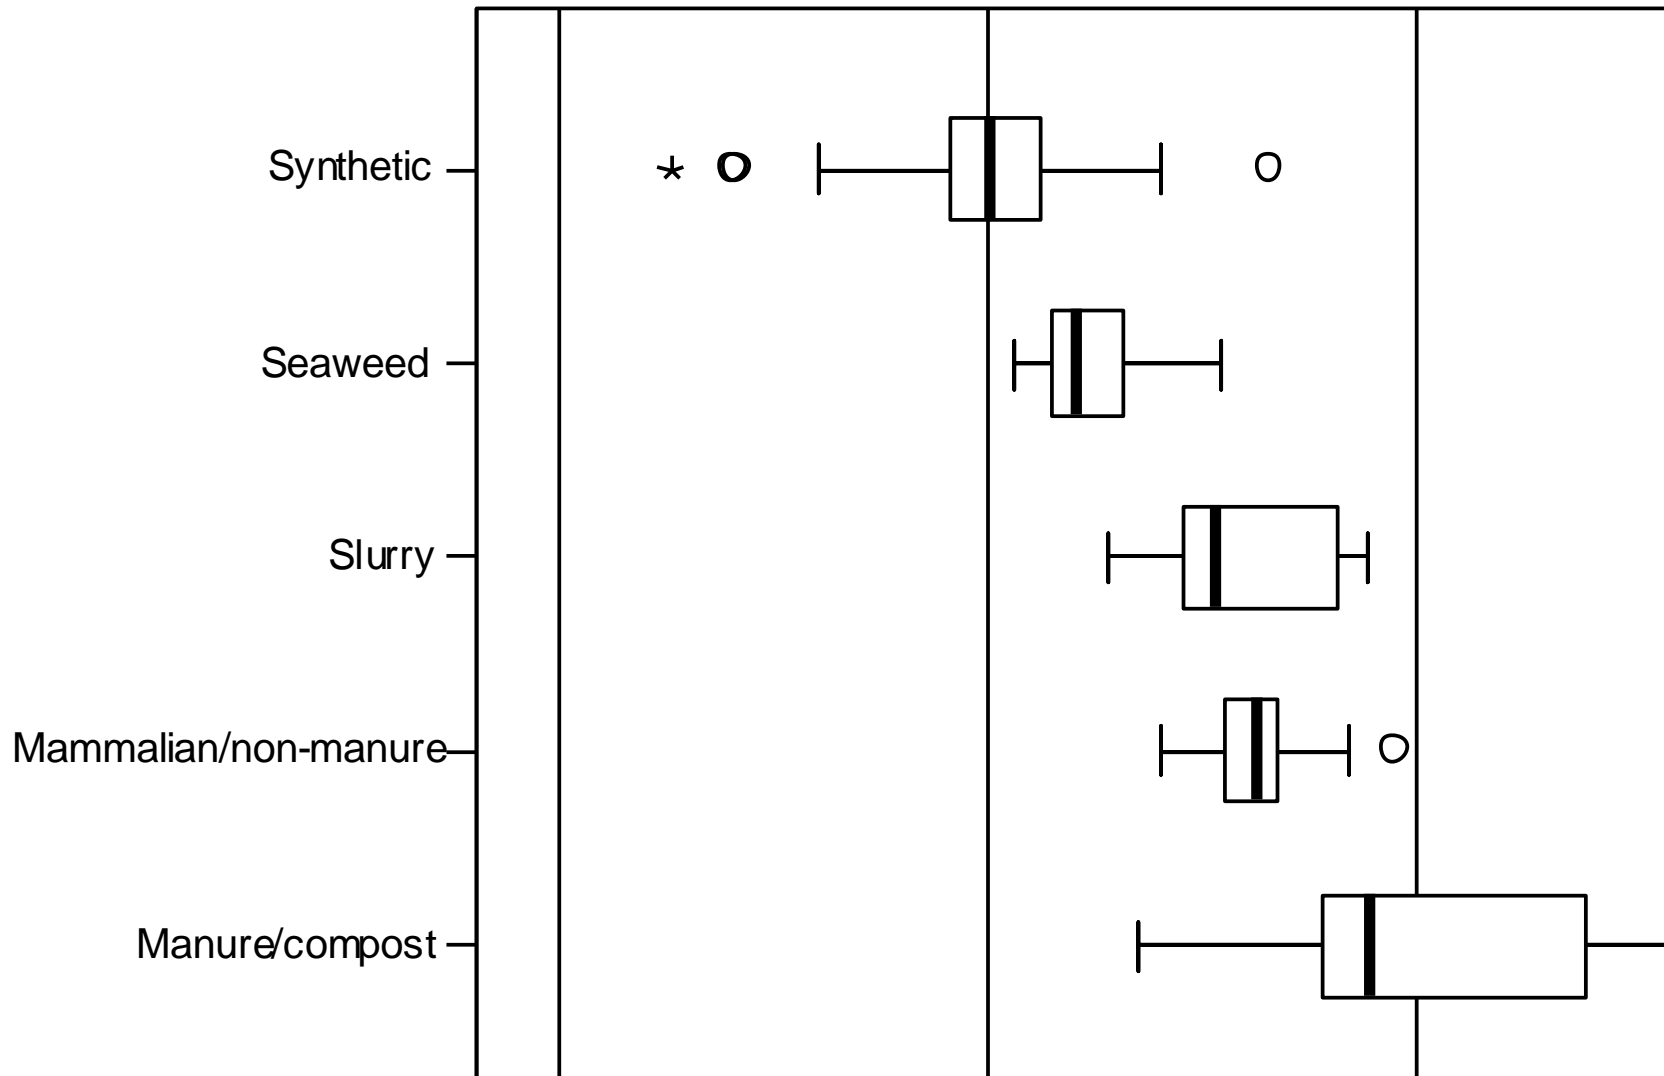 Synthetic
Seaweed
Slurry
Mammalian/non-manure
Manure/compost